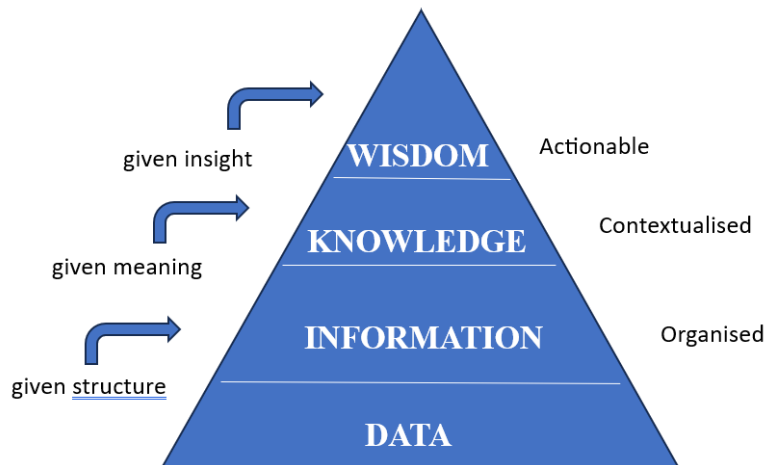 given insight
WISDOM
Actionable
given meaning
KNOWLEDGE
Contextualised
given structure
INFORMATION
Organised
DATA